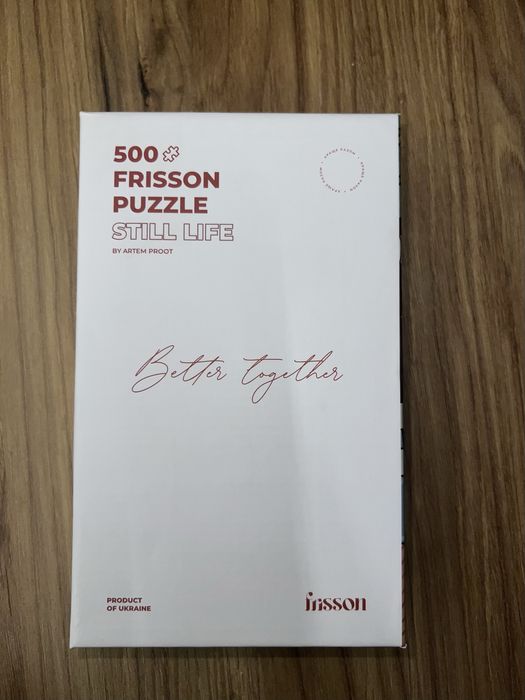 500
FRISSON
PUZZLE
STILL LIFE
BY ARTEM PROOT
Better together
PRODUCT
OF UKRAINE
frisson